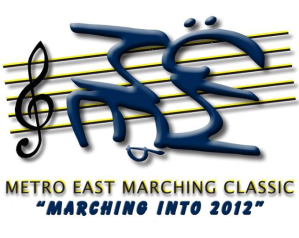 METRO EAST MARCHING CLASSIC
"MARCHING INTO 2012"